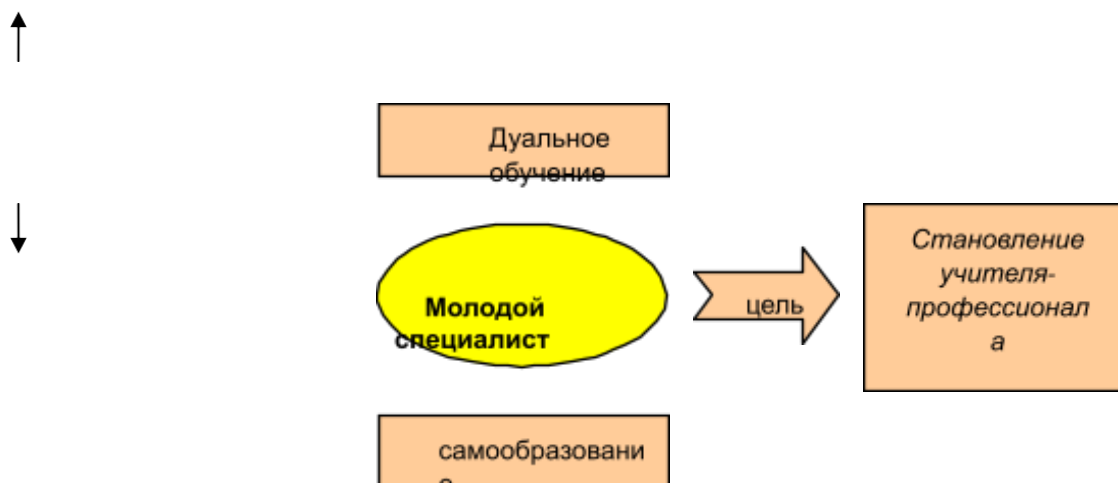 Дуальное
обучение
Молодой
специалист
цель
Становление
учителя-
профессионал
а
самообразовани